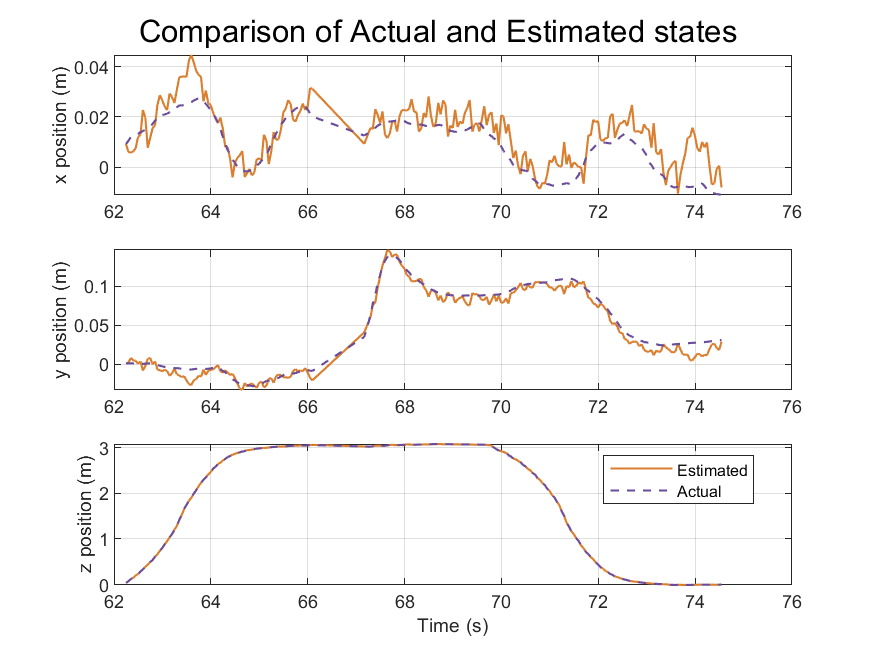 Comparison of Actual and Estimated states
x position (m)
0.04
0.02
0
62 64 66 68 70 72 74 76
y position (m)
0.1
0.05
0
62 64 66 68 70 72 74 76
z position (m)
3
2
1
0
Estimated
Actual
62 64 66 68 70 72 74 76
Time (s)